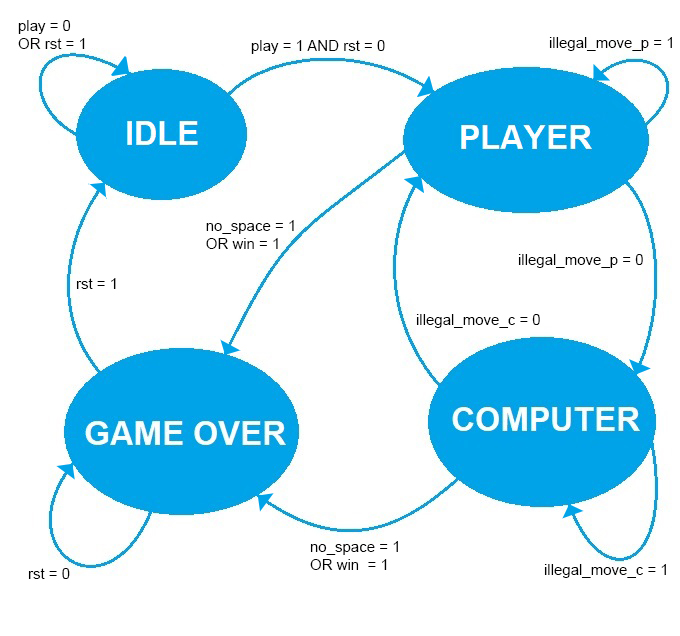 play = 0
OR rst = 1
play = 1 AND rst = 0
illegal_move_p = 1
IDLE
PLAYER
no_space = 1
OR win = 1
illegal_move_p = 0
rst = 1
illegal_move_c = 0
GAME OVER
COMPUTER
no_space = 1
OR win  = 1
rst = 0
illegal_move_c = 1